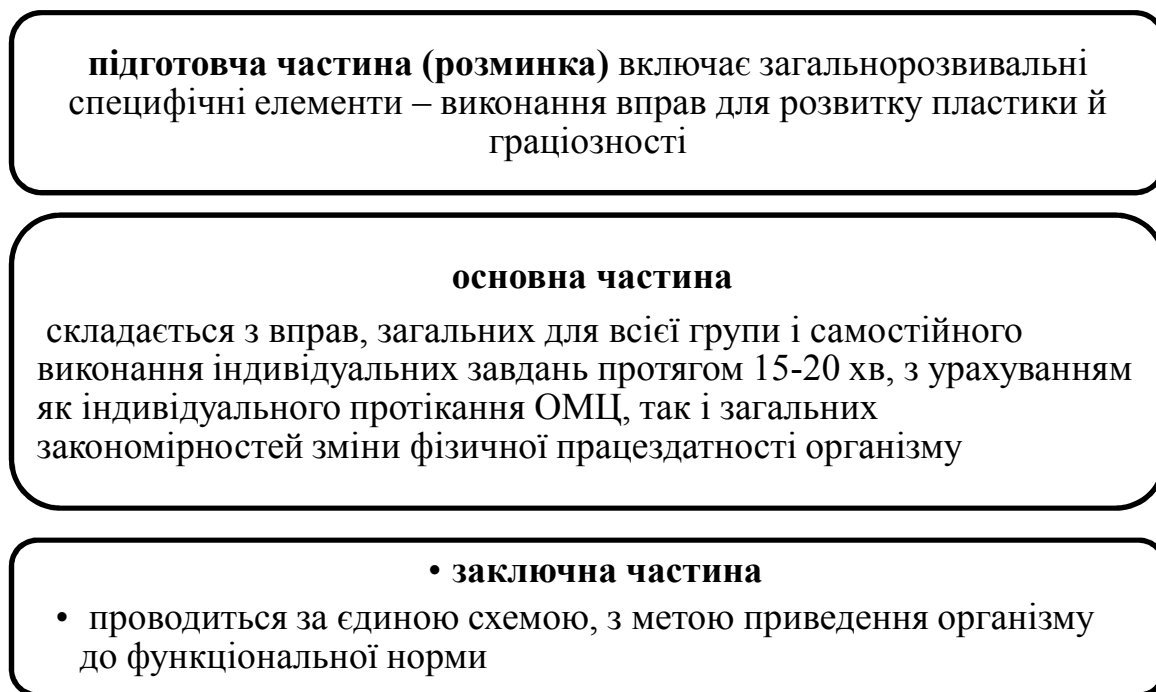 підготовча частина (розминка) включає загальнорозвивальні
специфічні елементи – виконання вправ для розвитку пластики й
граціозності
основна частина
складається з вправ, загальних для всієї групи і самостійного
виконання індивідуальних завдань протягом 15-20 хв, з урахуванням
як індивідуального протікання ОМЦ, так і загальних
закономірностей зміни фізичної працездатності організму
• заключна частина
• проводиться за єдиною схемою, з метою приведення організму
до функціональної норми